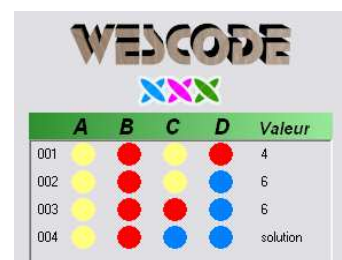 WESCODE
A B C D Valeur
001 4
002 6
003 6
004 solution